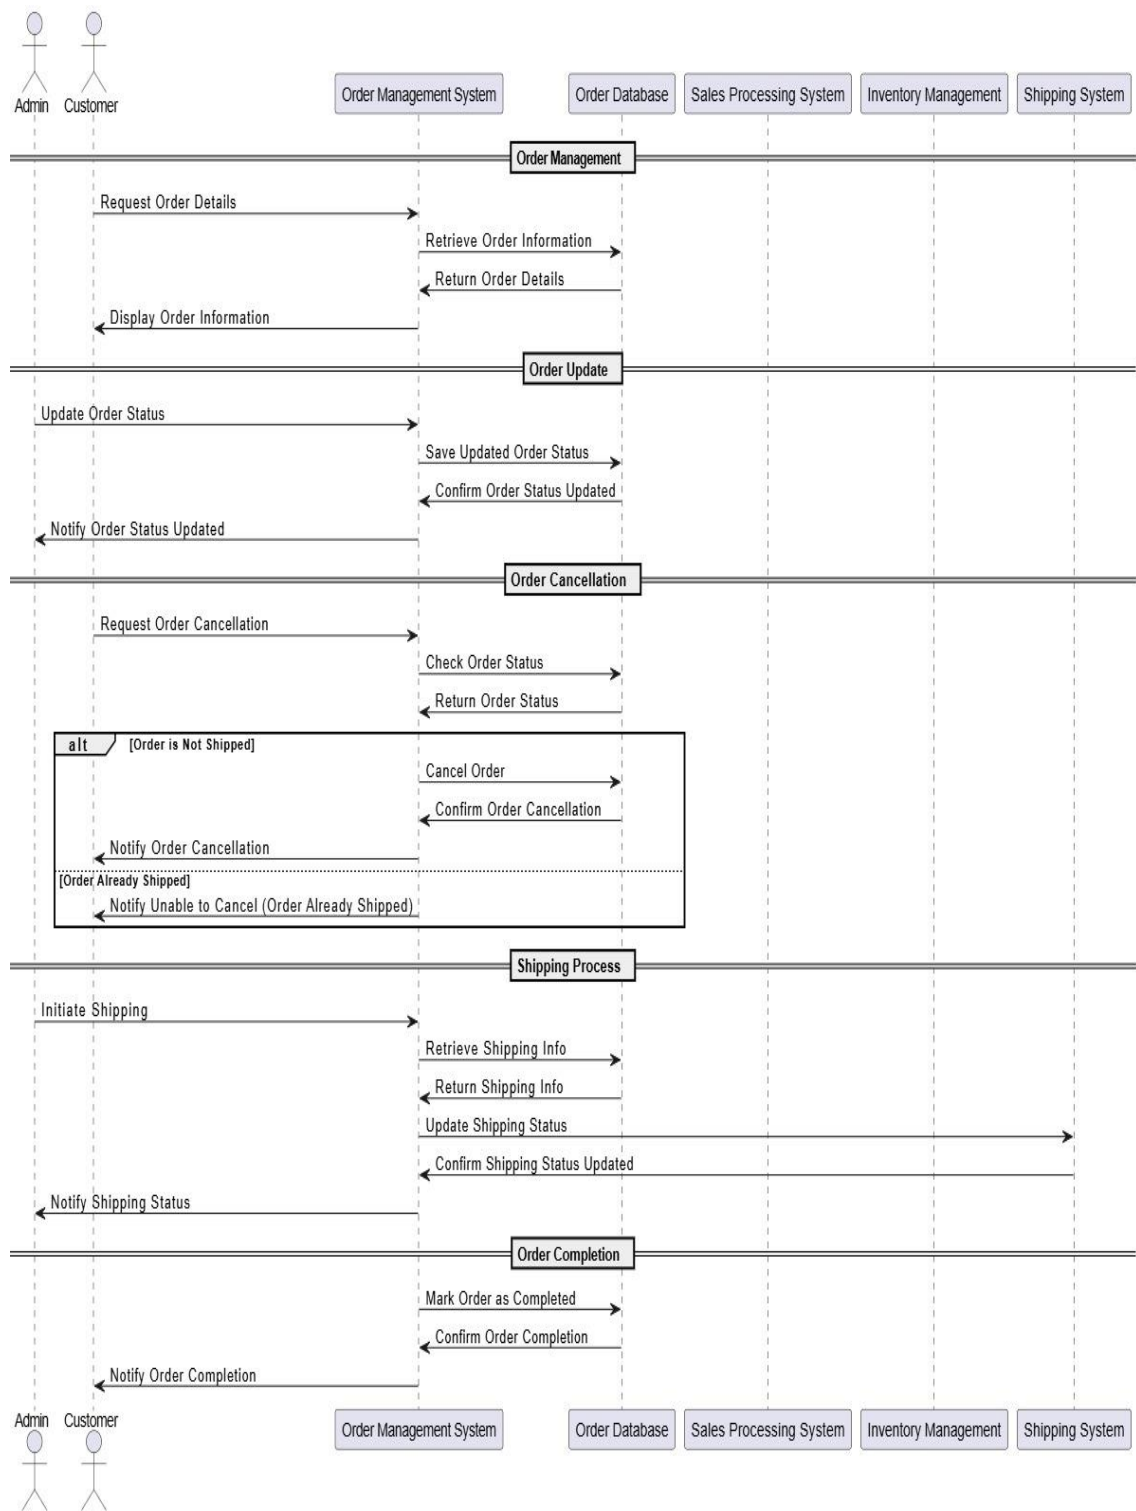 Admin
Customer
Order Management System
Order Database
Sales Processing System
Inventory Management
Shipping System
Order Management
Request Order Details
Retrieve Order Information
Return Order Details
Display Order Information
Order Update
Update Order Status
Save Updated Order Status
Confirm Order Status Updated
Notify Order Status Updated
Order Cancellation
Request Order Cancellation
Check Order Status
Return Order Status
alt
[Order is Not Shipped]
Cancel Order
Confirm Order Cancellation
Notify Order Cancellation
[Order Already Shipped]
Notify Unable to Cancel (Order Already Shipped)
Shipping Process
Initiate Shipping
Retrieve Shipping Info
Return Shipping Info
Update Shipping Status
Confirm Shipping Status Updated
Notify Shipping Status
Order Completion
Mark Order as Completed
Confirm Order Completion
Notify Order Completion
Admin
Customer
Order Management System
Order Database
Sales Processing System
Inventory Management
Shipping System